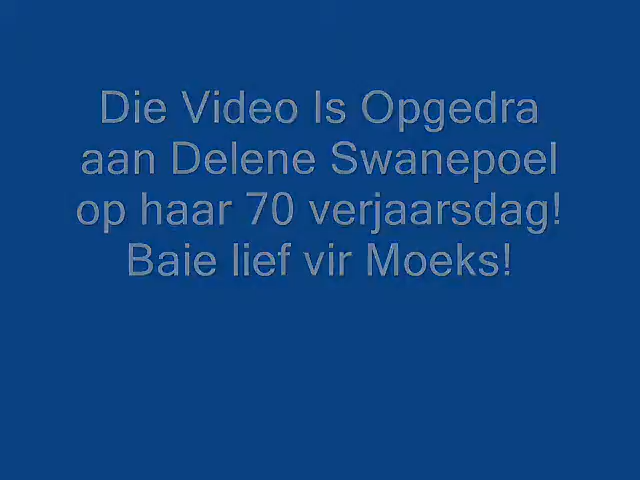 Die Video Is Opgedra
aan Delene Swanepoel
op haar 70 verjaarsdag!
Baie lief vir Moeks!